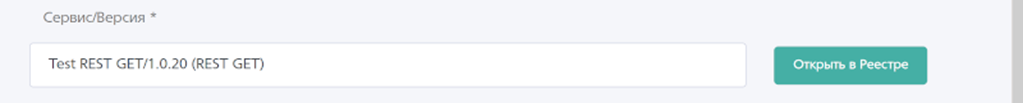 Сервис/Версия *
Test REST GET/1.0.20 (REST GET)
Открыть в Реестре